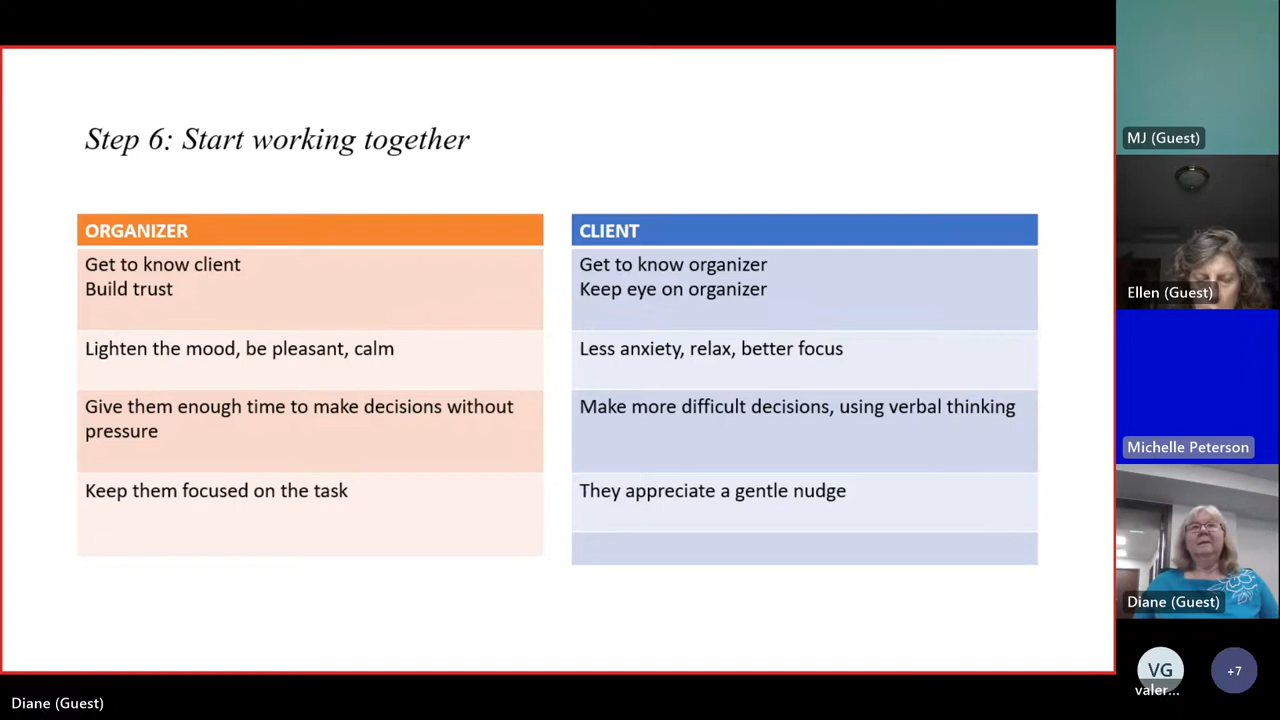 Step 6: Start working together
ORGANIZER
Get to know client
Build trust
Lighten the mood, be pleasant, calm
Give them enough time to make decisions without
pressure
Keep them focused on the task
CLIENT
Get to know organizer
Keep eye on organizer
Less anxiety, relax, better focus
Make more difficult decisions, using verbal thinking
They appreciate a gentle nudge
MJ (Guest)
Ellen (Guest)
Michelle Peterson
Diane (Guest)
VG
valer...
+7
Diane (Guest)